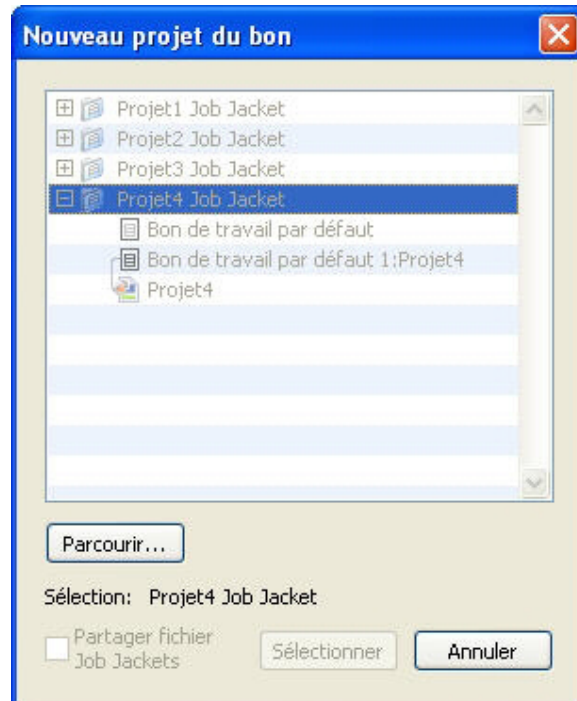 Nouveau projet du bon
Projet1 Job Jacket
Projet2 Job Jacket
Projet3 Job Jacket
Projet4 Job Jacket
Bon de travail par défaut
Bon de travail par défaut 1:Projet4
Projet4
Parcourir...
Sélection: Projet4 Job Jacket
Partager fichier
Job Jackets
Sélectionner
Annuler